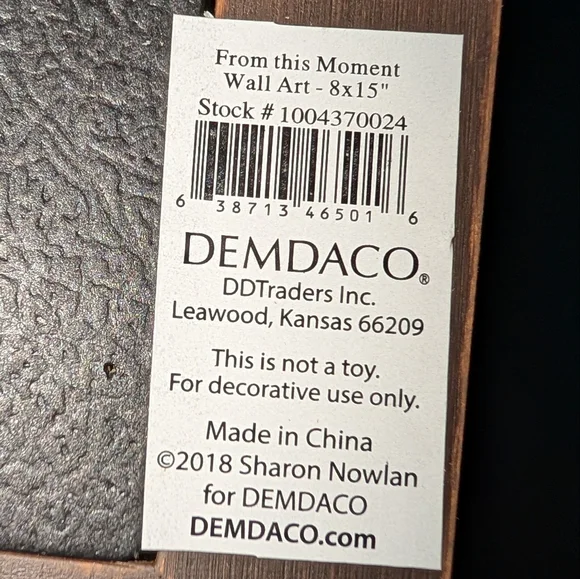 From this Moment
Wall Art - 8x15"
Stock # 1004370024
6 38713 46501 6
DEMDACO®
DDTraders Inc.
Leawood, Kansas 66209
This is not a toy.
For decorative use only.
Made in China
©2018 Sharon Nowlan
for DEMDACO
DEMDACO.com